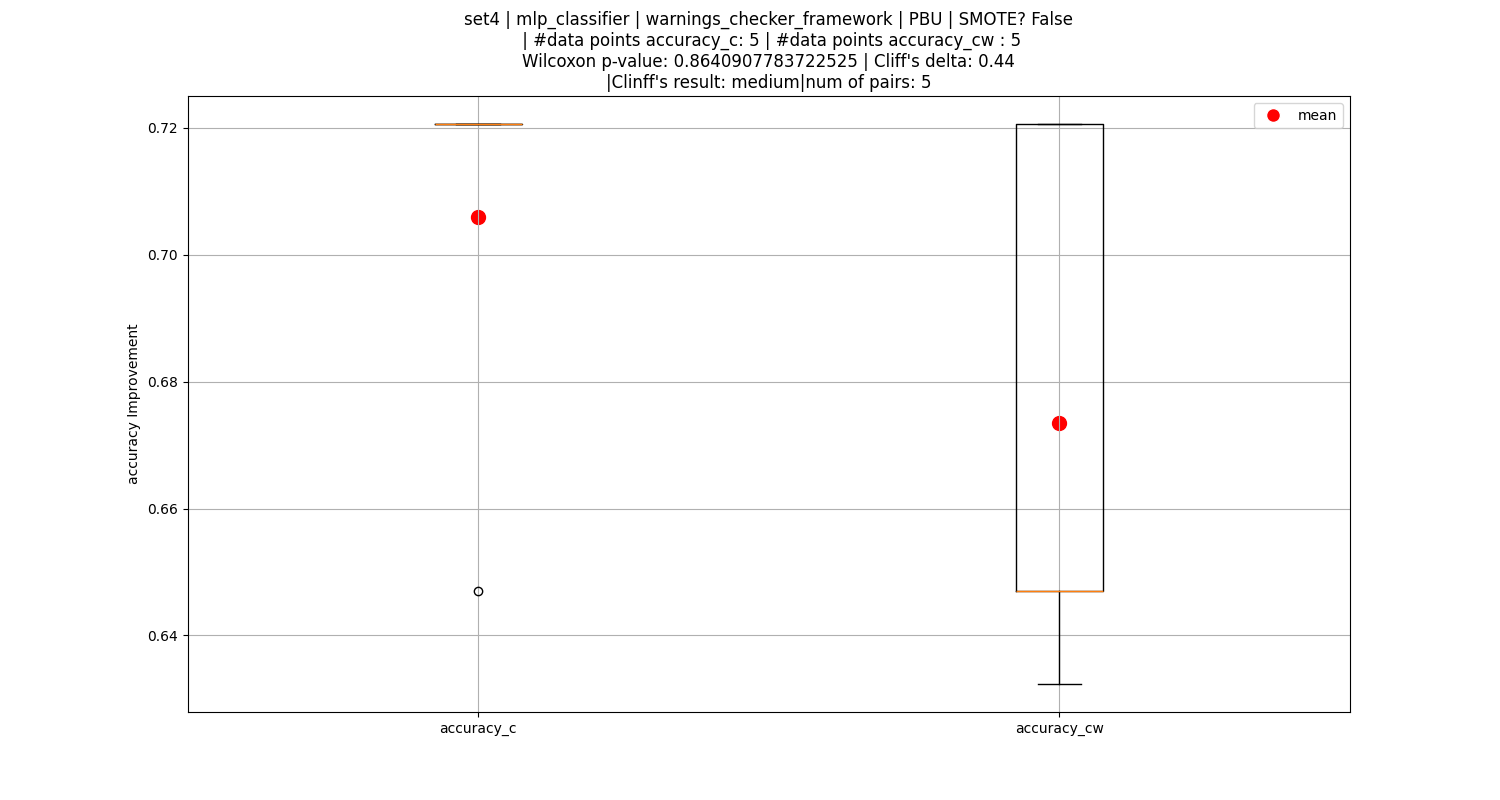 set4 | mlp_classifier | warnings_checker_framework | PBU | SMOTE? False
| #data points accuracy_c: 5 | #data points accuracy_cw : 5
Wilcoxon p-value: 0.8640907783722525 | Cliff's delta: 0.44
|Clinff's result: medium|num of pairs: 5
mean
0.72
0.70
0.68
0.66
0.64
accuracy Improvement
accuracy_c
accuracy_cw